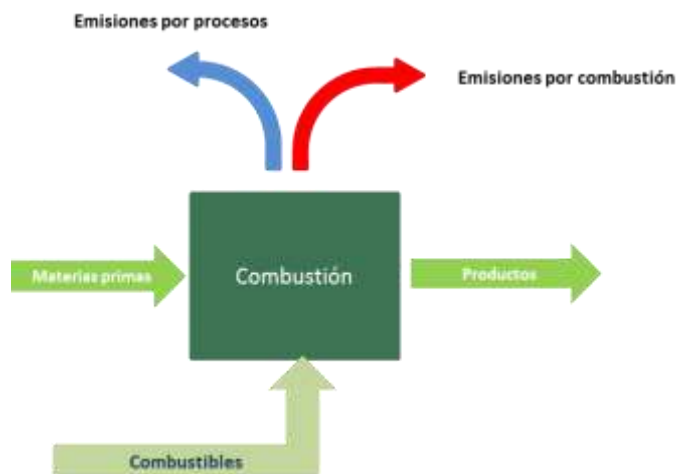 Emisiones por procesos
Emisiones por combustión
Materias primas
Combustión
Productos
Combustibles